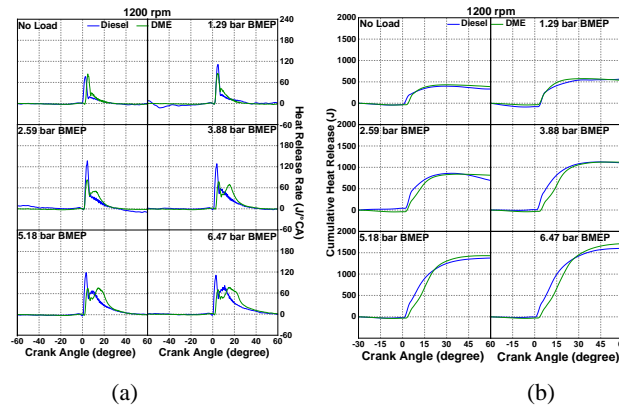 1200 rpm
No Load
Diesel
DME
1.29 bar BMEP
240
180
120
60
0
-60
2.59 bar BMEP
3.88 bar BMEP
180
120
60
0
-60
5.18 bar BMEP
6.47 bar BMEP
180
120
60
0
-60
Heat Release Rate (J/°CA)
-60 -40 -20 0 20 40 60 -40 -20 0 20 40 60
Crank Angle (degree) Crank Angle (degree)
(a)
1200 rpm
No Load
Diesel
DME
1.29 bar BMEP
2000
1500
1000
500
0
2.59 bar BMEP
3.88 bar BMEP
1500
1000
500
0
5.18 bar BMEP
6.47 bar BMEP
1500
1000
500
0
Cumulative Heat Release (J)
-30 -15 0 15 30 45 60 -15 0 15 30 45 60
Crank Angle (degree) Crank Angle (degree)
(b)